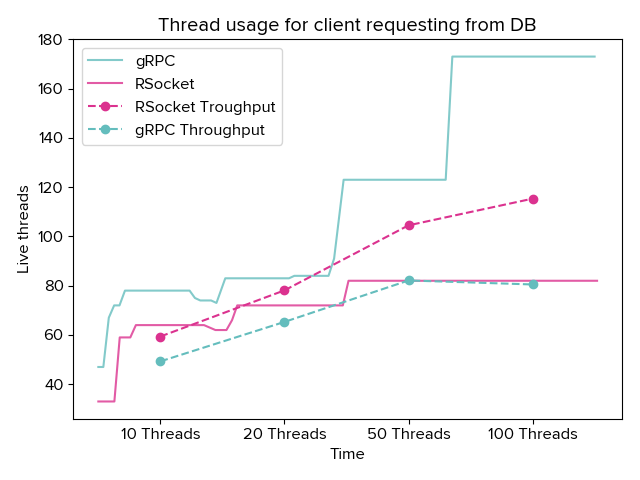 Thread usage for client requesting from DB
gRPC
RSocket
RSocket Troughput
gRPC Throughput
Live threads
180
160
140
120
100
80
60
40
10 Threads 20 Threads 50 Threads 100 Threads
Time